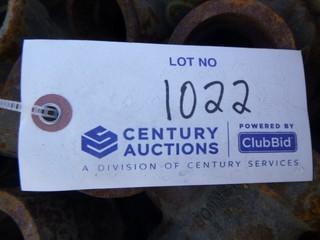 LOT NO
1022
CENTURY AUCTIONS
POWERED BY
ClubBid
A DIVISION OF CENTURY SERVICES